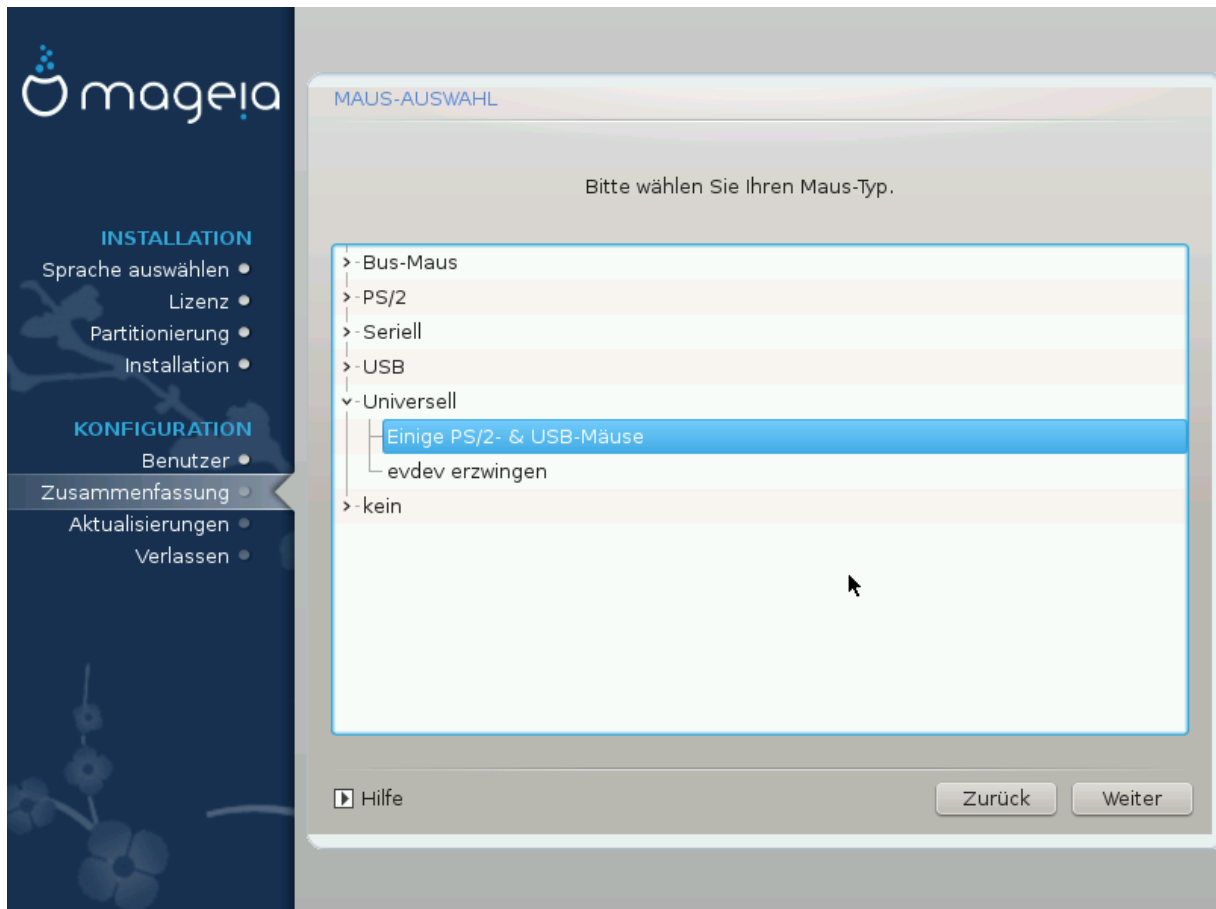 mageia
INSTALLATION
Sprache auswählen
Lizenz
Partitionierung
Installation
KONFIGURATION
Benutzer
Zusammenfassung
Aktualisierungen
Verlassen
MAUS-AUSWAHL
Bitte wählen Sie Ihren Maus-Typ.
Bus-Maus
PS/2
Seriell
USB
Universell
Einige PS/2- & USB-Mäuse
evdev erzwingen
kein
Hilfe
Zurück
Weiter